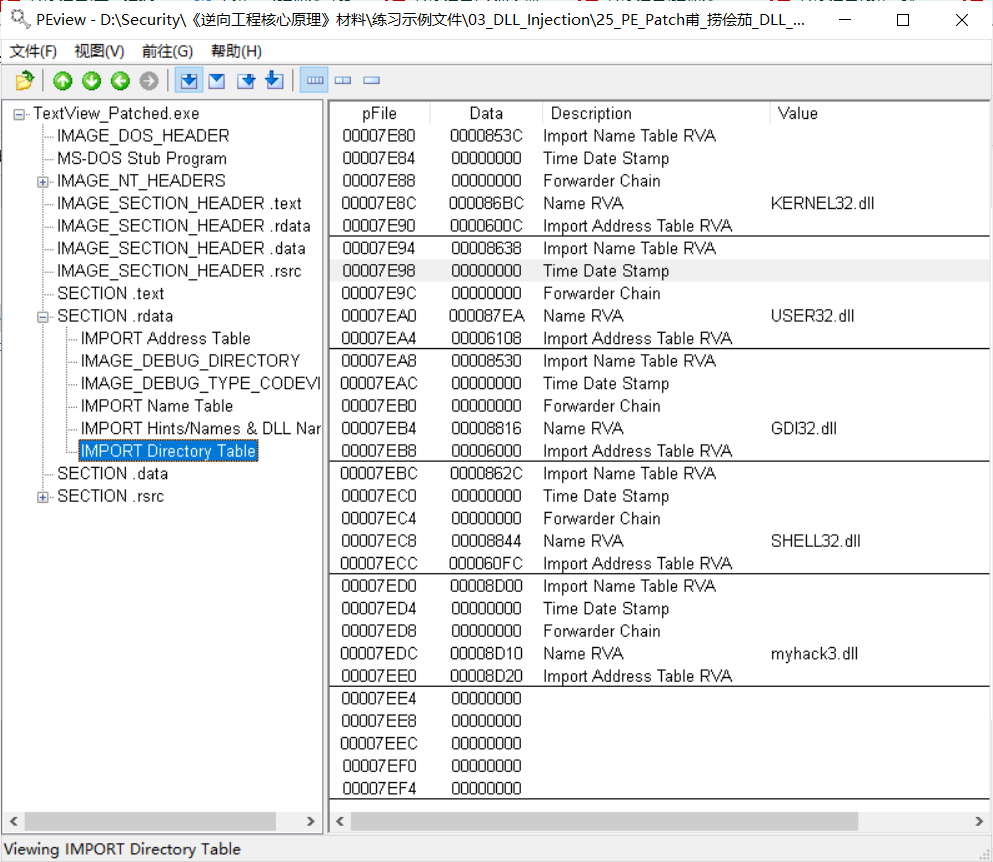 PEview - D:\Security\《逆向工程核心原理》材料\练习示例文件\03_DLL_Injection\25_PE_Patch甫_捞侩茄_DLL_...
文件(F) 视图(V) 前往(G) 帮助(H)
TextView_Patched.exe
IMAGE_DOS_HEADER
MS-DOS Stub Program
IMAGE_NT_HEADERS
IMAGE_SECTION_HEADER .text
IMAGE_SECTION_HEADER .rdata
IMAGE_SECTION_HEADER .data
IMAGE_SECTION_HEADER .rsrc
SECTION .text
SECTION .rdata
IMPORT Address Table
IMAGE_DEBUG_DIRECTORY
IMAGE_DEBUG_TYPE_CODEVI
IMPORT Name Table
IMPORT Hints/Names & DLL Nar
IMPORT Directory Table
SECTION .data
SECTION .rsrc
pFile Data Description Value
00007E80 0000853C Import Name Table RVA
00007E84 00000000 Time Date Stamp
00007E88 00000000 Forwarder Chain
00007E8C 000086BC Name RVA KERNEL32.dll
00007E90 0000600C Import Address Table RVA
00007E94 00008638 Import Name Table RVA
00007E98 00000000 Time Date Stamp
00007E9C 00000000 Forwarder Chain
00007EA0 000087EA Name RVA USER32.dll
00007EA4 00006108 Import Address Table RVA
00007EA8 00008530 Import Name Table RVA
00007EAC 00000000 Time Date Stamp
00007EB0 00000000 Forwarder Chain
00007EB4 00008816 Name RVA GDI32.dll
00007EB8 00006000 Import Address Table RVA
00007EBC 0000862C Import Name Table RVA
00007EC0 00000000 Time Date Stamp
00007EC4 00000000 Forwarder Chain
00007EC8 00008844 Name RVA SHELL32.dll
00007ECC 000060FC Import Address Table RVA
00007ED0 00008D00 Import Name Table RVA
00007ED4 00000000 Time Date Stamp
00007ED8 00000000 Forwarder Chain
00007EDC 00008D10 Name RVA myhack3.dll
00007EE0 00008D20 Import Address Table RVA
00007EE4 00000000
00007EE8 00000000
00007EEC 00000000
00007EF0 00000000
00007EF4 00000000
Viewing IMPORT Directory Table